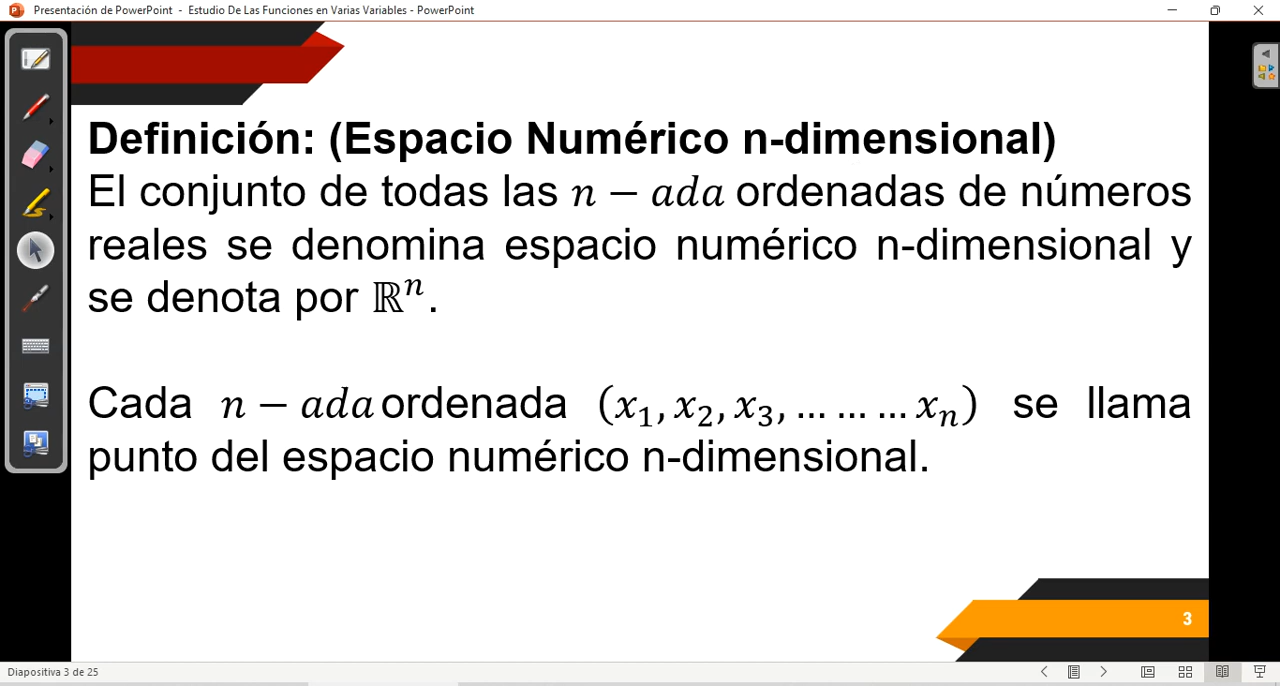 Presentación de PowerPoint - Estudio De Las Funciones en Varias Variables - PowerPoint
Definición: (Espacio Numérico n-dimensional)
El conjunto de todas las n − ada ordenadas de números
reales se denomina espacio numérico n-dimensional y
se denota por ℝⁿ.
Cada n − ada ordenada (x₁, x₂, x₃, … … … xₙ) se llama
punto del espacio numérico n-dimensional.
3
Diapositiva 3 de 25